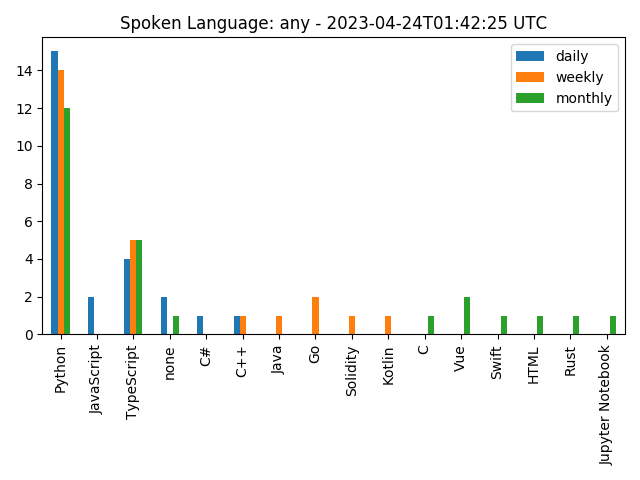 Spoken Language: any - 2023-04-24T01:42:25 UTC
daily
weekly
monthly
14
12
10
8
6
4
2
0
Python
JavaScript
TypeScript
none
C#
C++
Java
Go
Solidity
Kotlin
C
Vue
Swift
HTML
Rust
Jupyter Notebook